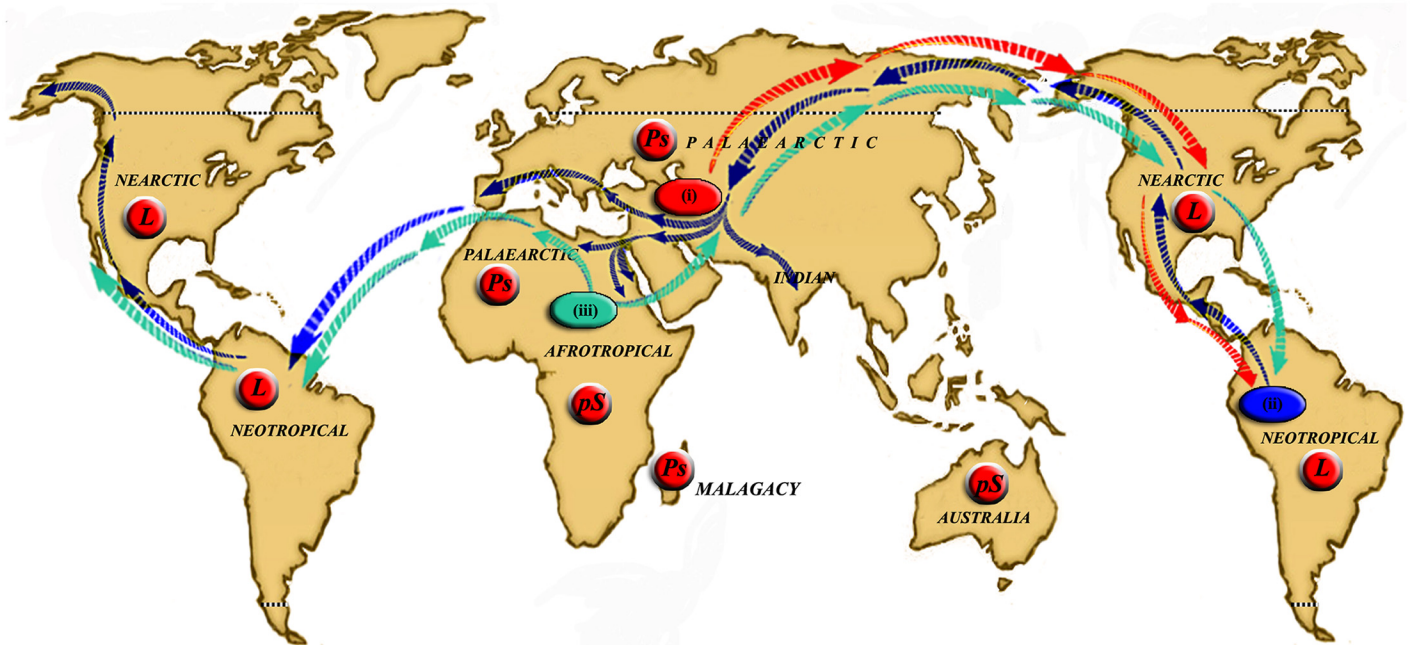 Ps
PALAEARCTIC
NEARCTIC
L
(i)
NEARCTIC
L
PALAEARCTIC
Ps
INDIAN
(iii)
AFROTROPICAL
pS
L
NEOTROPICAL
(ii)
NEOTROPICAL
L
Ps
MALAGACY
pS
AUSTRALIA